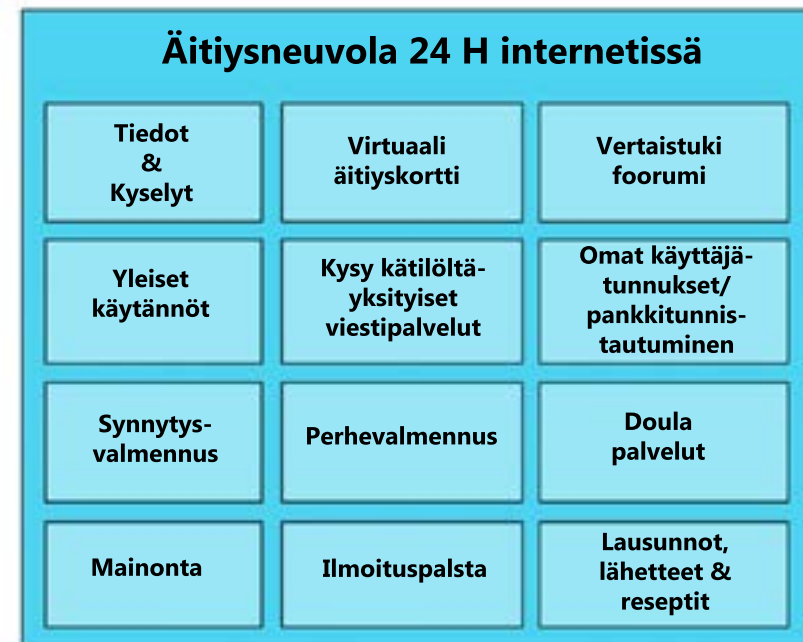 Äitiysneuvola 24 H internetissä
Tiedot
&
Kyselyt
Virtuaali
äitiyskortti
Vertaistuki
foorumi
Yleiset
käytännöt
Kysy kätilöltä-
yksityiset
viestipalvelut
Omat käyttäjä-
tunnukset/
pankkitunnis-
tautuminen
Synnytys-
valmennus
Perhevalmennus
Doula
palvelut
Mainonta
Ilmoituspalsta
Lausunnot,
lähetteet &
reseptit